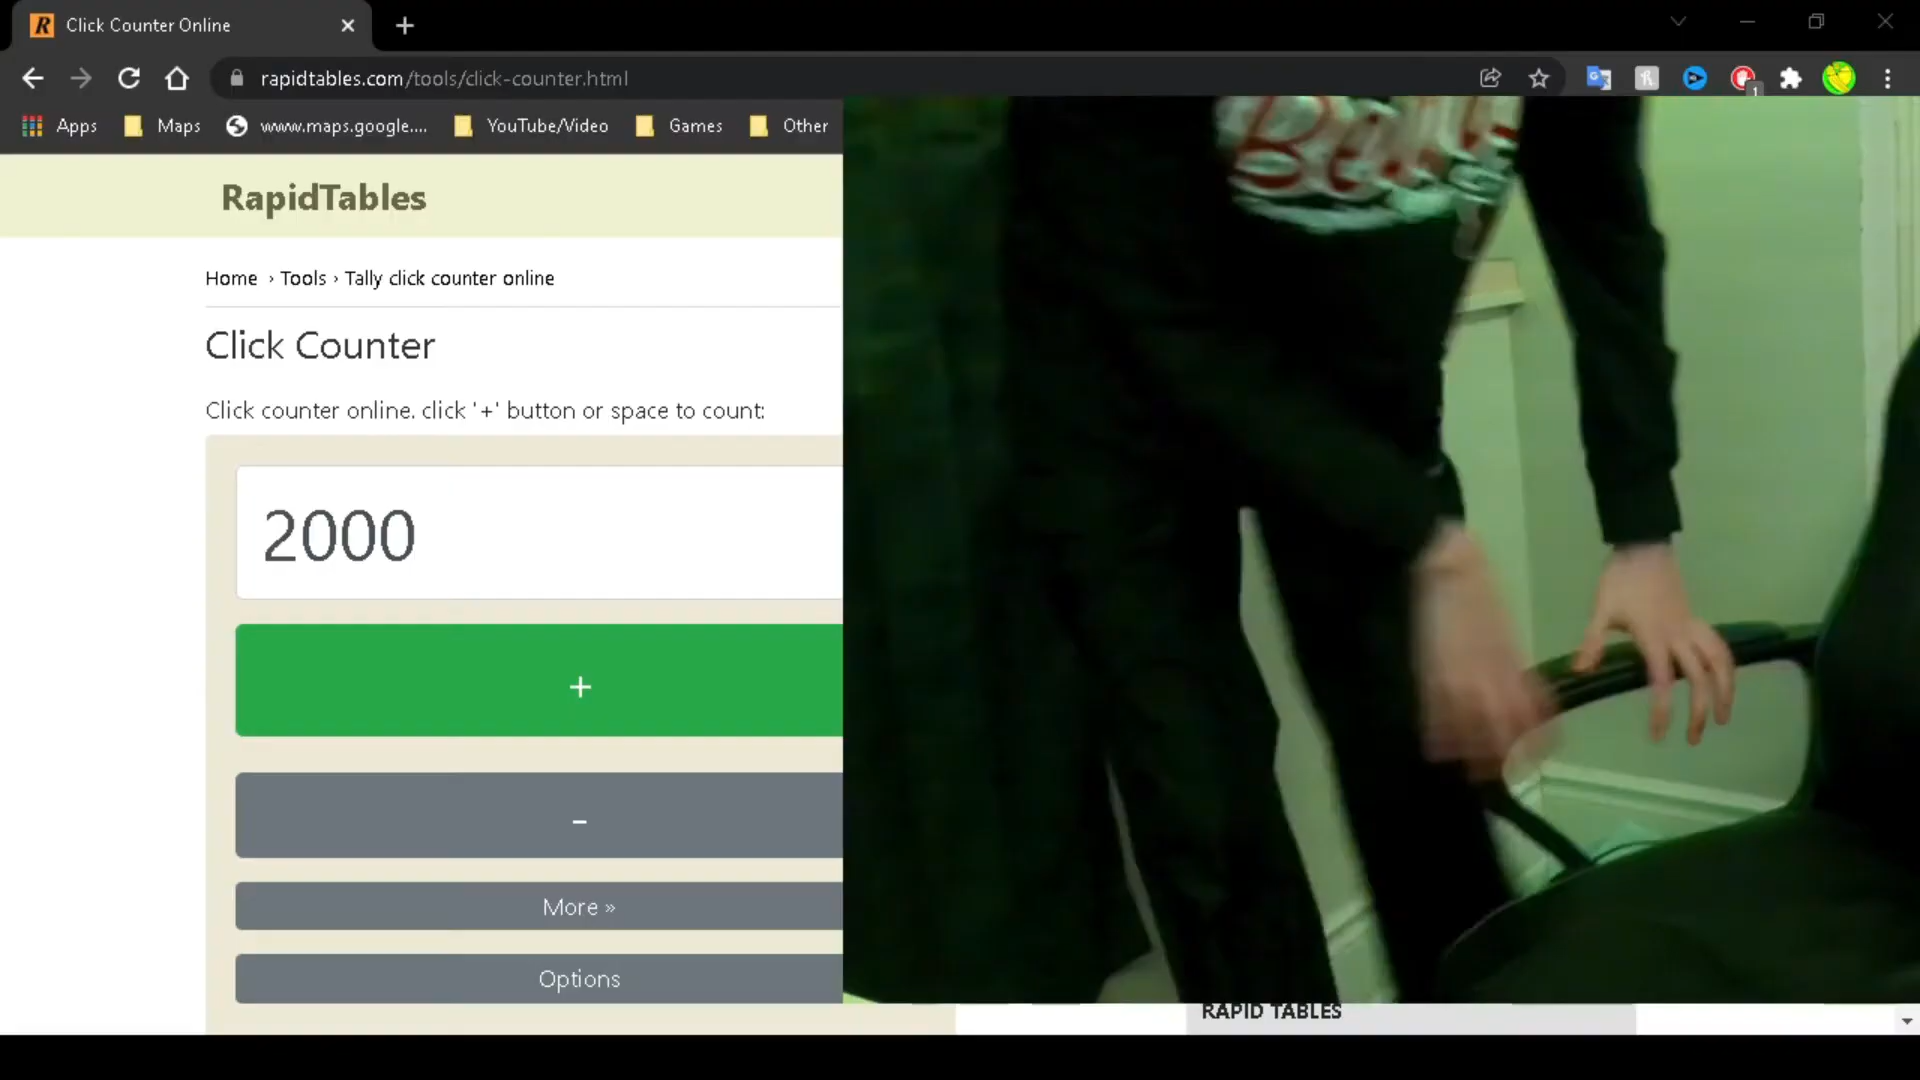 Click Counter Online
rapidtables.com/tools/click-counter.html
1
Apps
Maps
www.maps.google....
YouTube/Video
Games
Other
RapidTables
Home › Tools › Tally click counter online
Click Counter
Click counter online. click '+' button or space to count:
2000
+
-
More »
Options
RAPID TABLES